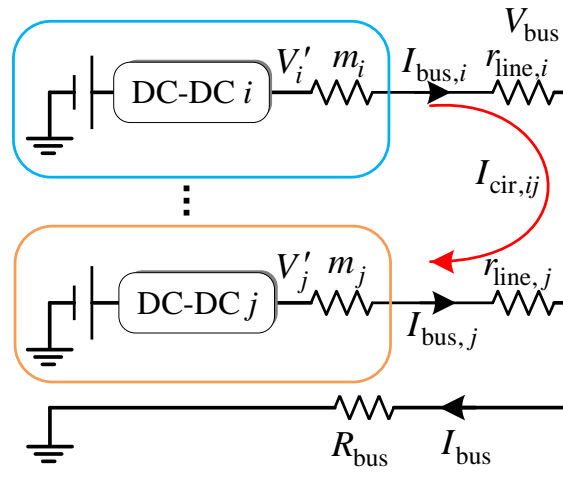 V_bus
V_i′ m_i I_bus,i r_line,i
DC-DC i
I_cir,ij
V_j′ m_j r_line,j
DC-DC j
I_bus,j
R_bus I_bus